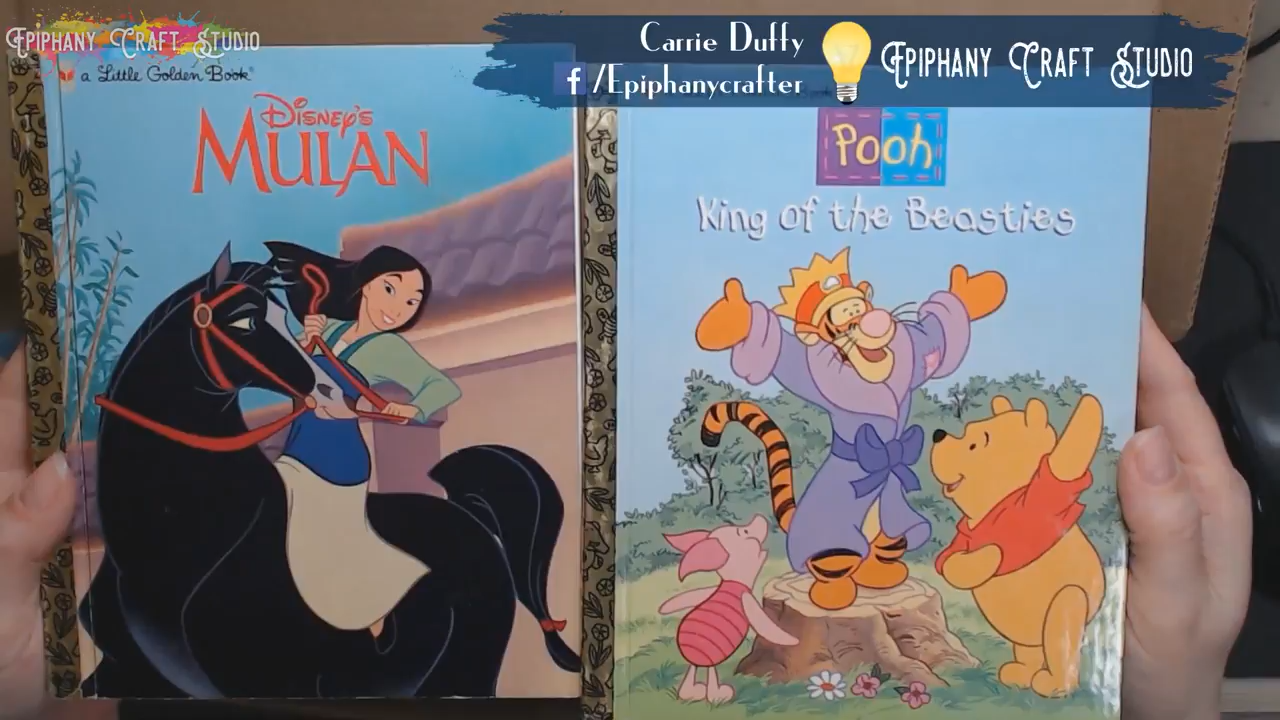 EPIPHANY CRAFT STUDIO
Carrie Duffy
f/Epiphanycrafter
EPIPHANY CRAFT STUDIO
a Little Golden Book®
DISNEY'S
MULAN
Pooh
King of the Beasties